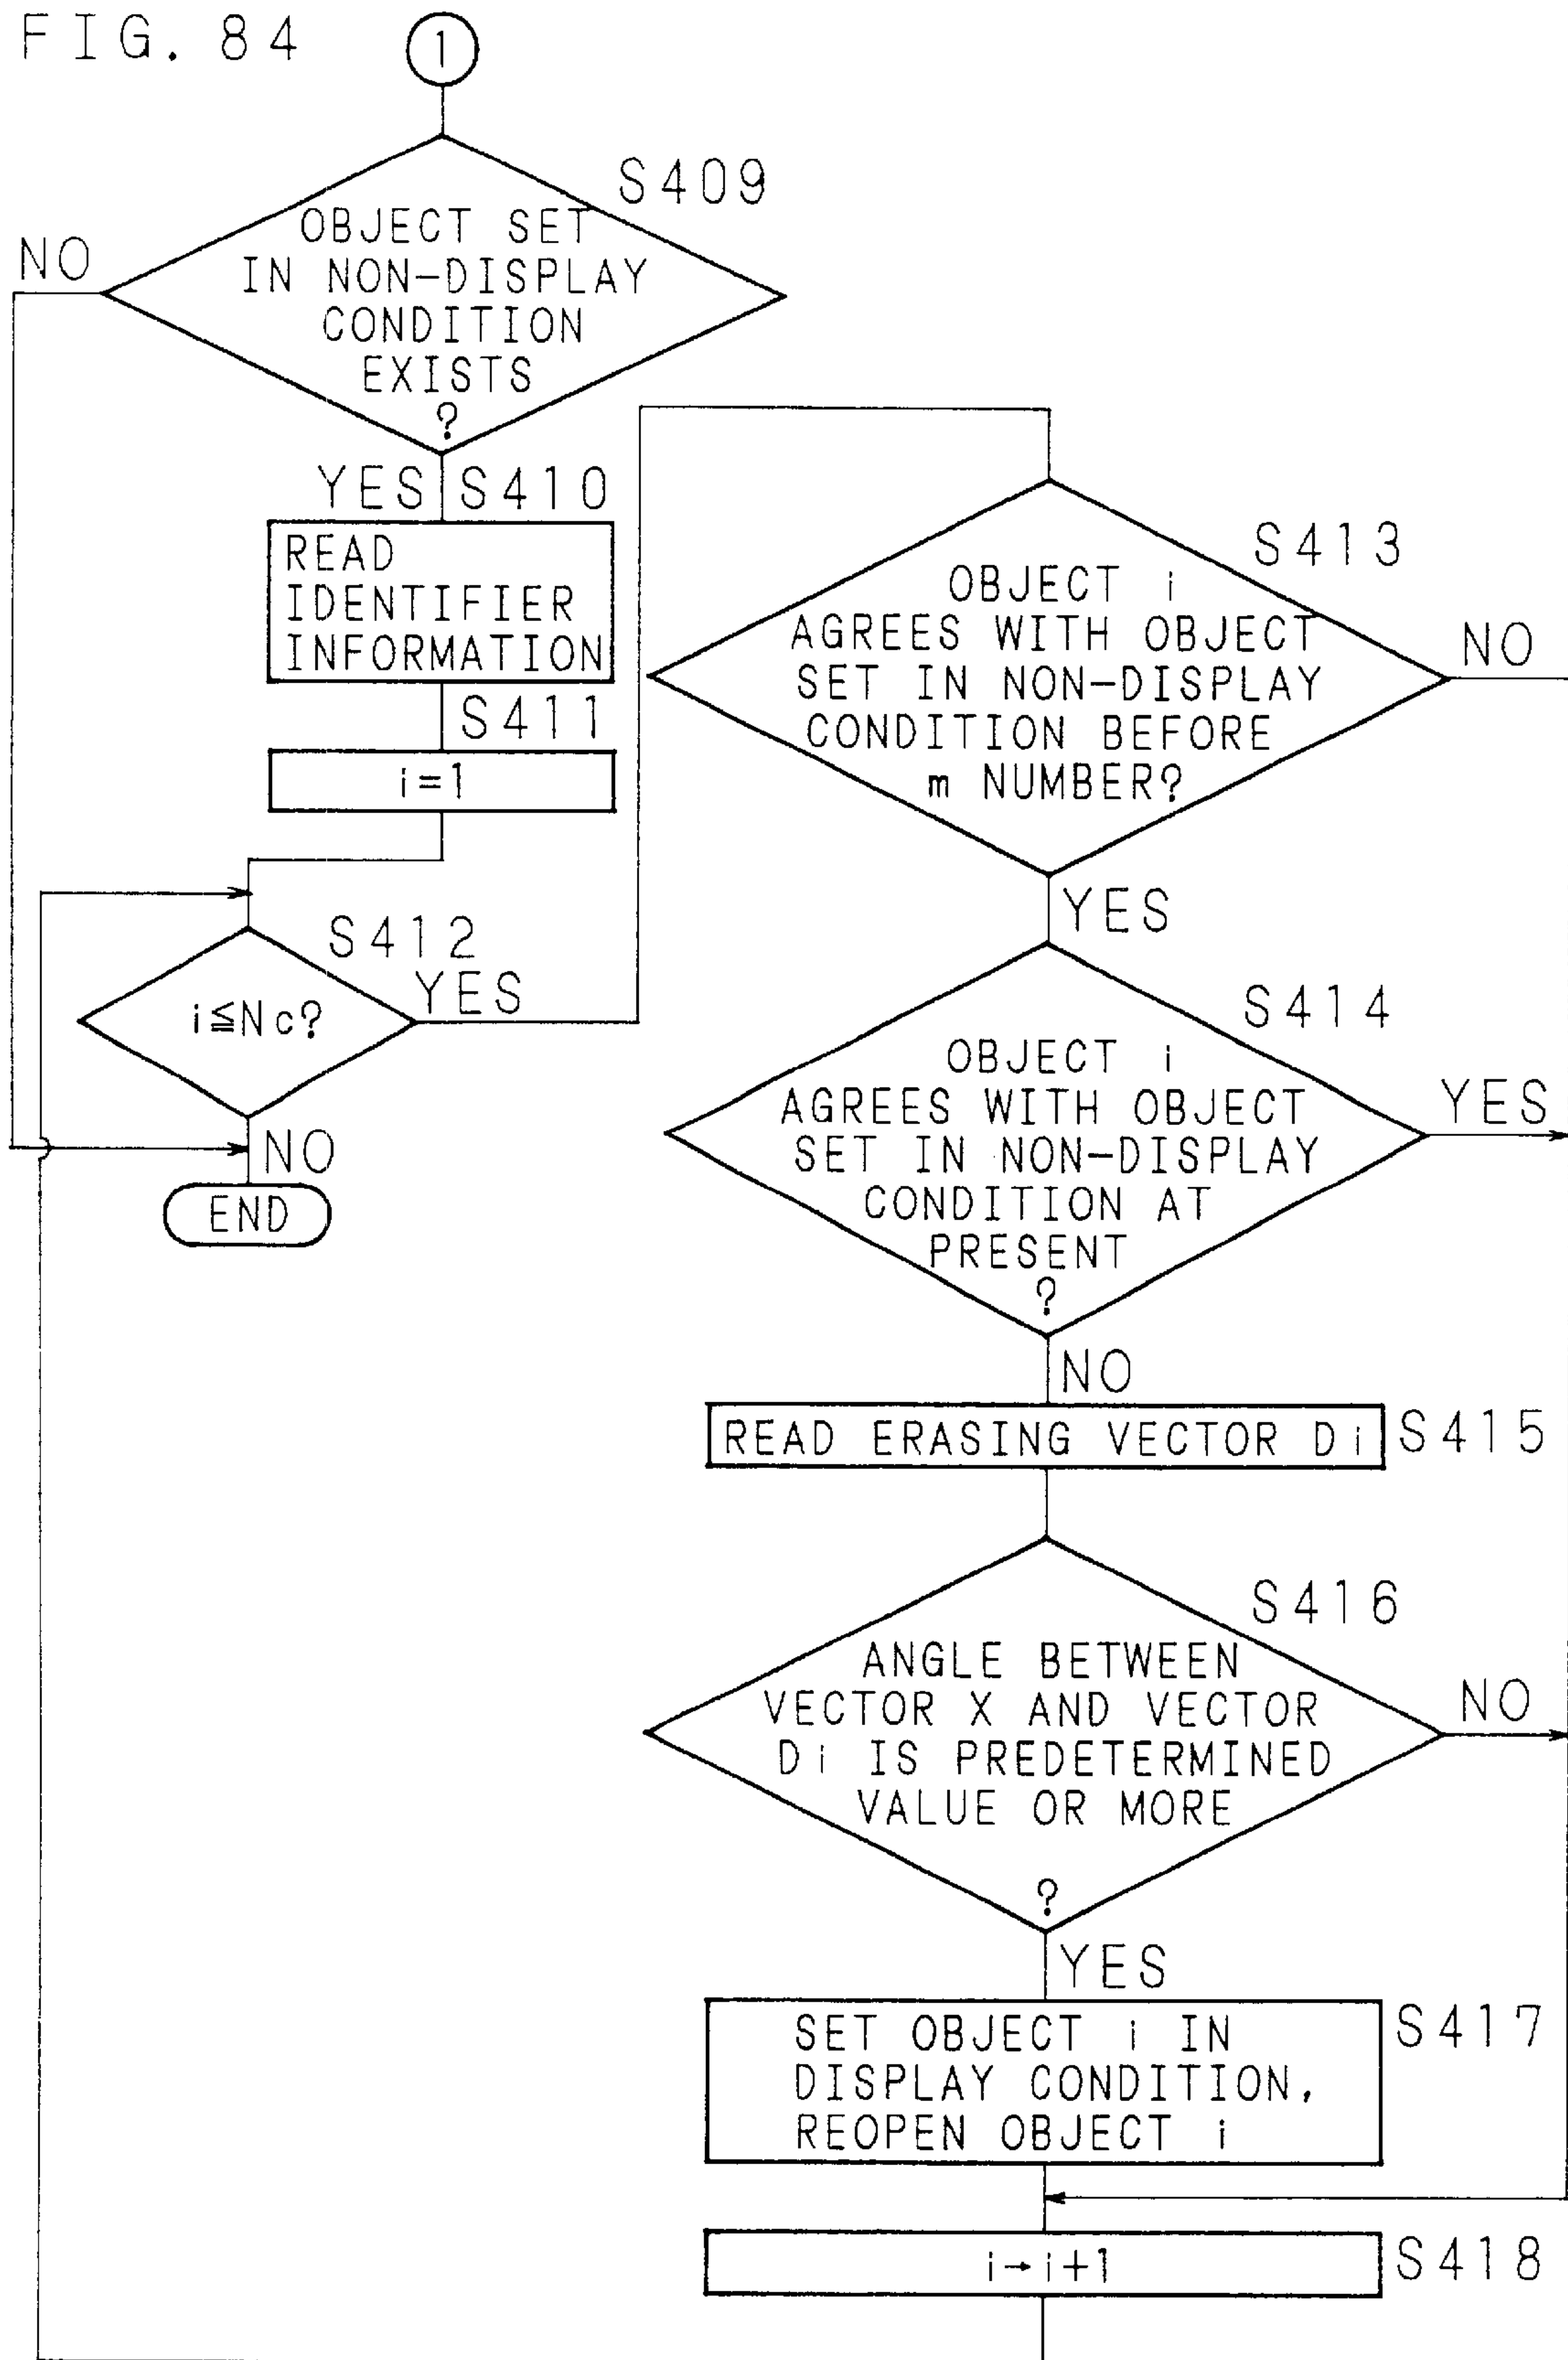 FIG. 84
1
S409
OBJECT SET
IN NON-DISPLAY
CONDITION
EXISTS
?
NO
YES
S410
READ
IDENTIFIER
INFORMATION
S411
i=1
S412
i≦Nc?
YES
NO
END
S413
OBJECT i
AGREES WITH OBJECT
SET IN NON-DISPLAY
CONDITION BEFORE
m NUMBER?
NO
YES
S414
OBJECT i
AGREES WITH OBJECT
SET IN NON-DISPLAY
CONDITION AT
PRESENT
?
YES
NO
READ ERASING VECTOR Di
S415
S416
ANGLE BETWEEN
VECTOR X AND VECTOR
Di IS PREDETERMINED
VALUE OR MORE
?
NO
YES
S417
SET OBJECT i IN
DISPLAY CONDITION,
REOPEN OBJECT i
i→i+1
S418